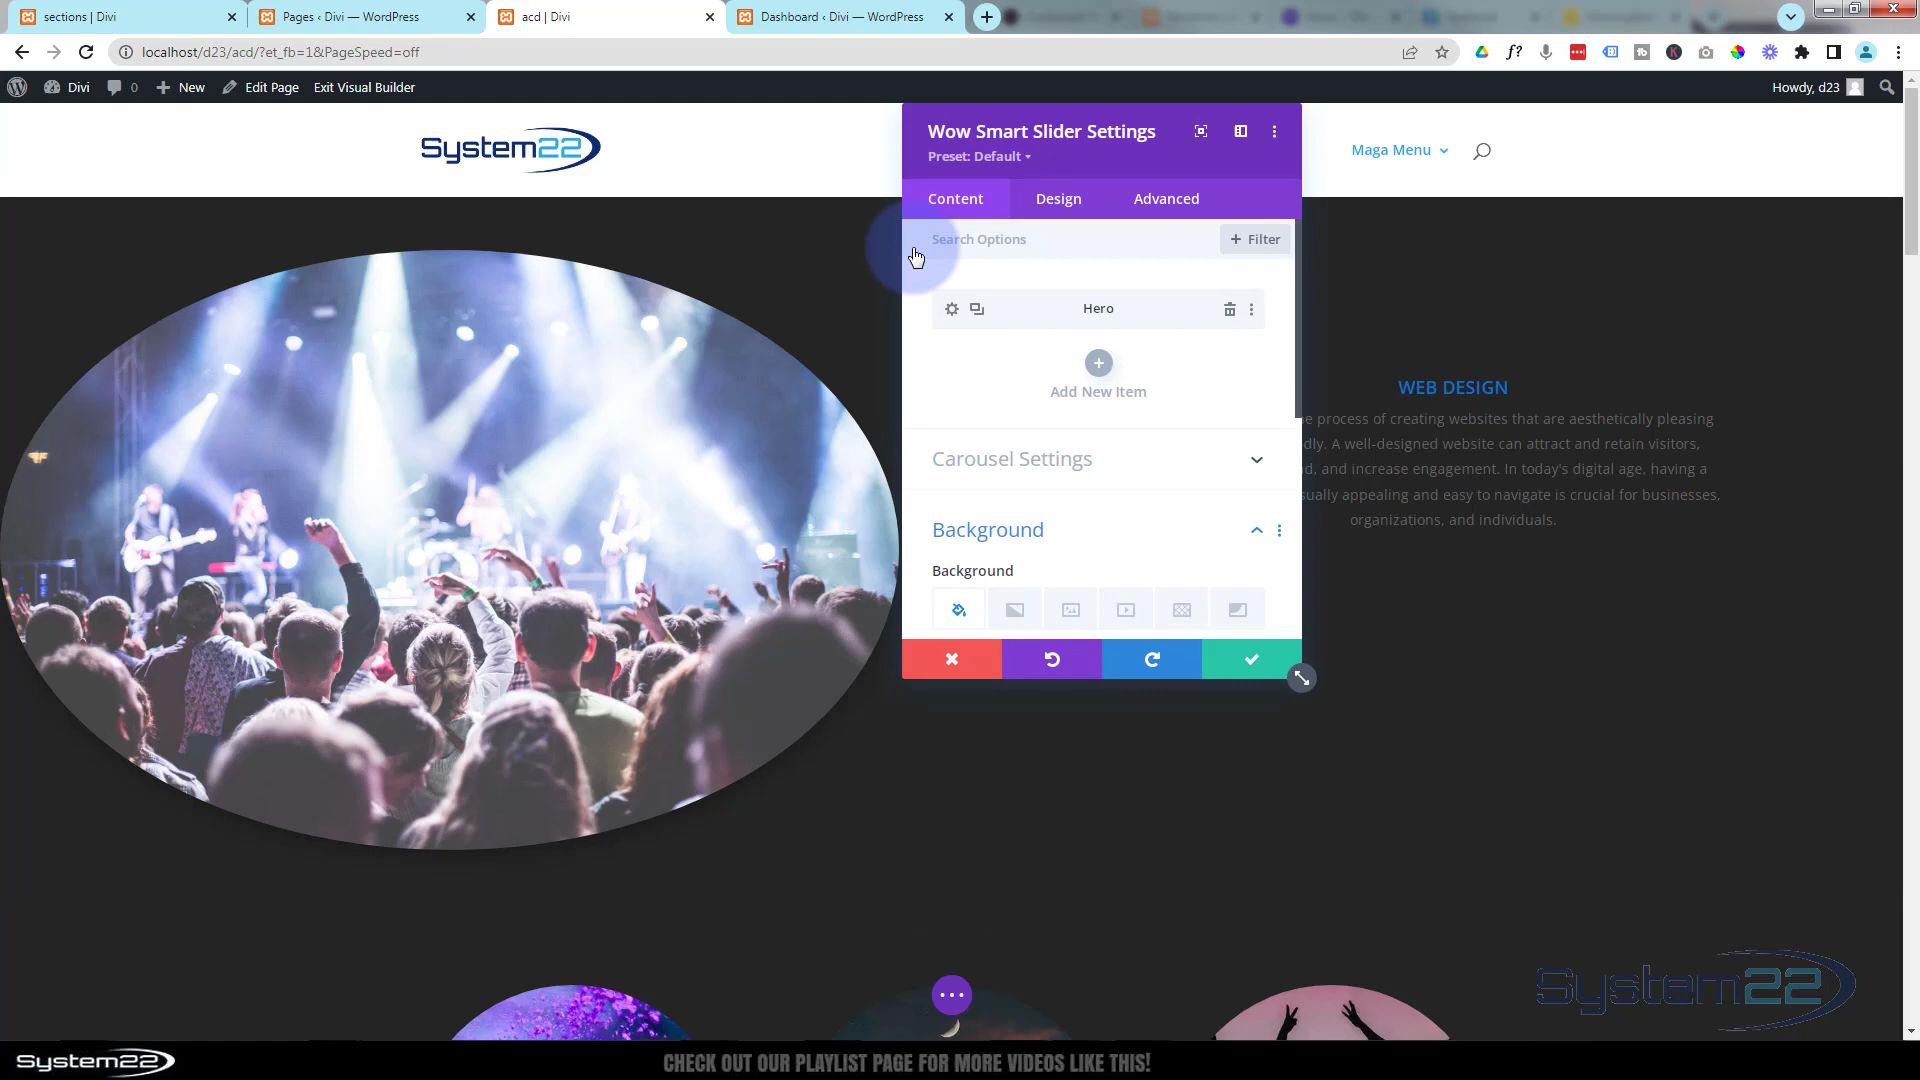 sections | Divi
Pages ‹ Divi — WordPress
acd | Divi
Dashboard ‹ Divi — WordPress
localhost/d23/acd/?et_fb=1&PageSpeed=off
Divi
0
New
Edit Page
Exit Visual Builder
Howdy, d23
System22
Maga Menu
Wow Smart Slider Settings
Preset: Default
Content
Design
Advanced
Search Options
+ Filter
Hero
Add New Item
Carousel Settings
Background
Background
WEB DESIGN
process of creating websites that are aesthetically pleasing
A well-designed website can attract and retain visitors,
and increase engagement. In today's digital age, having a
appealing and easy to navigate is crucial for businesses,
organizations, and individuals.
System22
System22
CHECK OUT OUR PLAYLIST PAGE FOR MORE VIDEOS LIKE THIS!